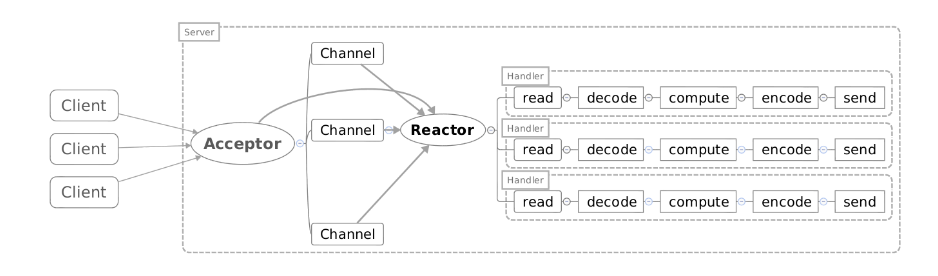 Server
Client
Client
Client
Acceptor
Channel
Channel
Channel
Reactor
Handler
read decode compute encode send
Handler
read decode compute encode send
Handler
read decode compute encode send